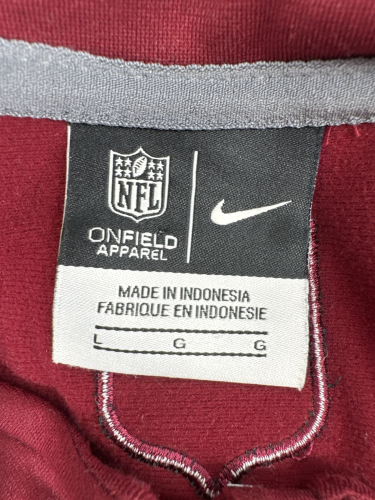 NFL
ONFIELD
APPAREL
MADE IN INDONESIA
FABRIQUE EN INDONESIE
L G G